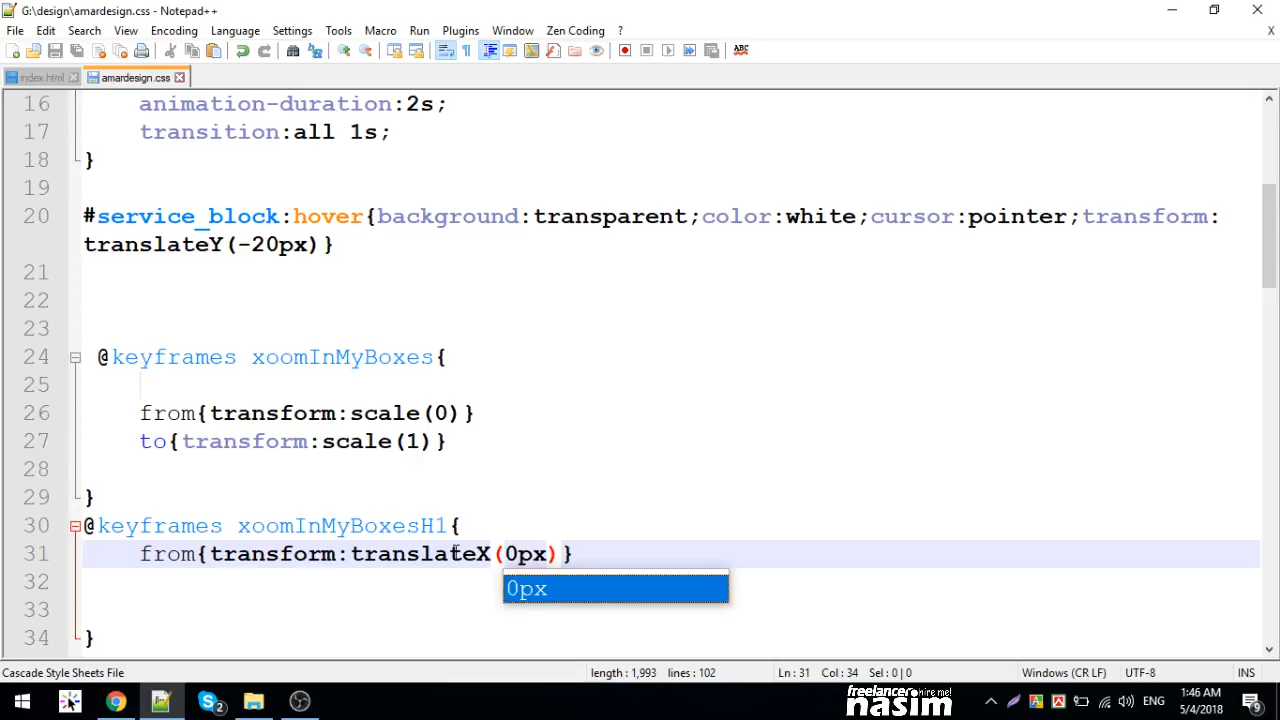 G:\design\amardesign.css - Notepad++
File Edit Search View Encoding Language Settings Tools Macro Run Plugins Window Zen Coding ?
X
ABC
index.html amardesign.css
16 animation-duration:2s;
17 transition:all 1s;
18 }
19
20 #service_block:hover{background:transparent;color:white;cursor:pointer;transform:
translateY(-20px)}
21
22
23
24 @keyframes xoomInMyBoxes{
25
26 from{transform:scale(0)}
27 to{transform:scale(1)}
28
29 }
30 @keyframes xoomInMyBoxesH1{
31 from{transform:translateX(0px)}
32 0px
33
34 }
Cascade Style Sheets File length : 1,993 lines : 102 Ln : 31 Col : 34 Sel : 0 | 0 Windows (CR LF) UTF-8 INS
2 freelancer hire me! nasim ENG 1:46 AM 5/4/2018 9